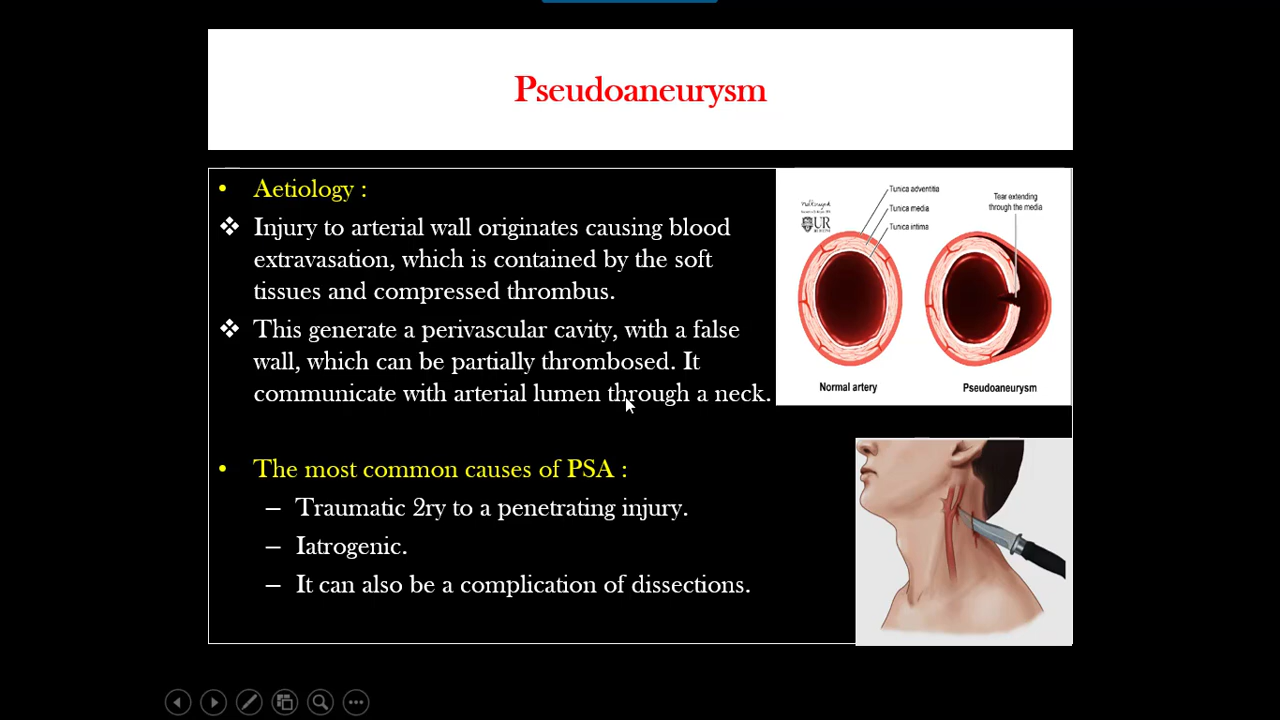 Pseudoaneurysm
• Aetiology :
❖ Injury to arterial wall originates causing blood
extravasation, which is contained by the soft
tissues and compressed thrombus.
❖ This generate a perivascular cavity, with a false
wall, which can be partially thrombosed. It
communicate with arterial lumen through a neck.
• The most common causes of PSA :
– Traumatic 2ry to a penetrating injury.
– Iatrogenic.
– It can also be a complication of dissections.
Tunica adventitia
Tunica media
Tunica intima
Tear extending
through the media
UR
Normal artery
Pseudoaneurysm